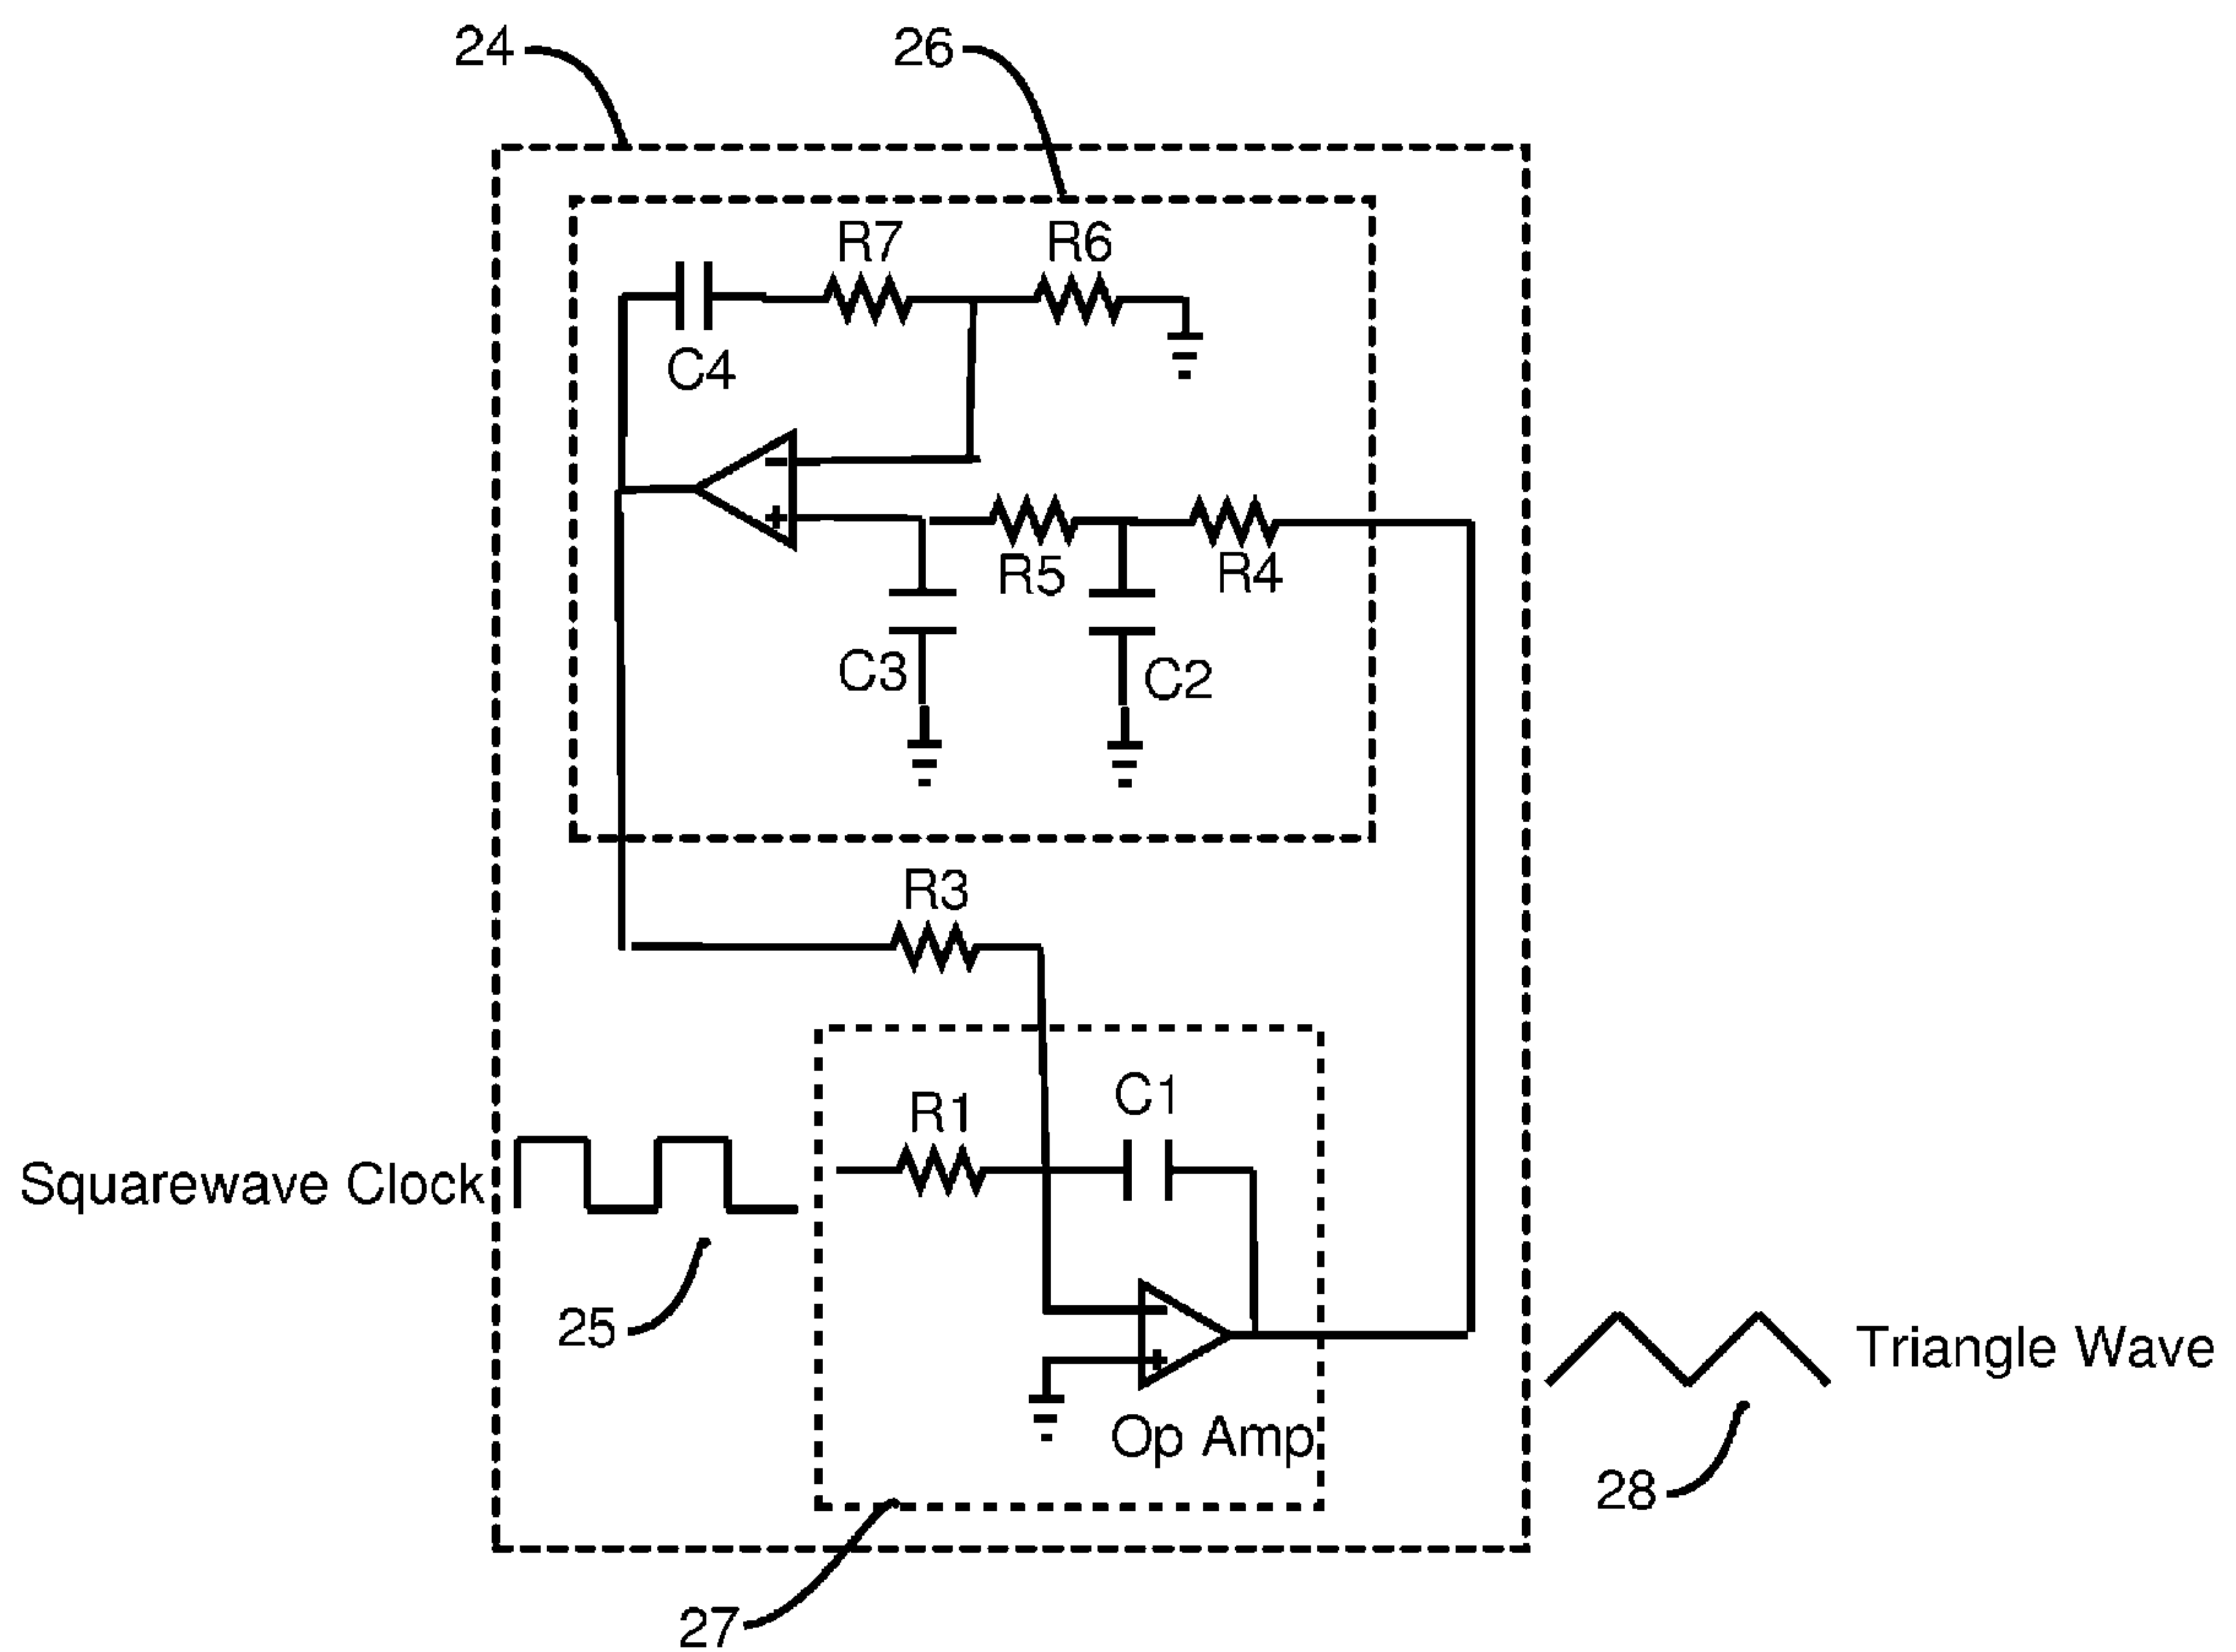 24
26
R7
R6
C4
R5
R4
C3
C2
R3
R1
C1
Squarewave Clock
25
Op Amp
Triangle Wave
28
27